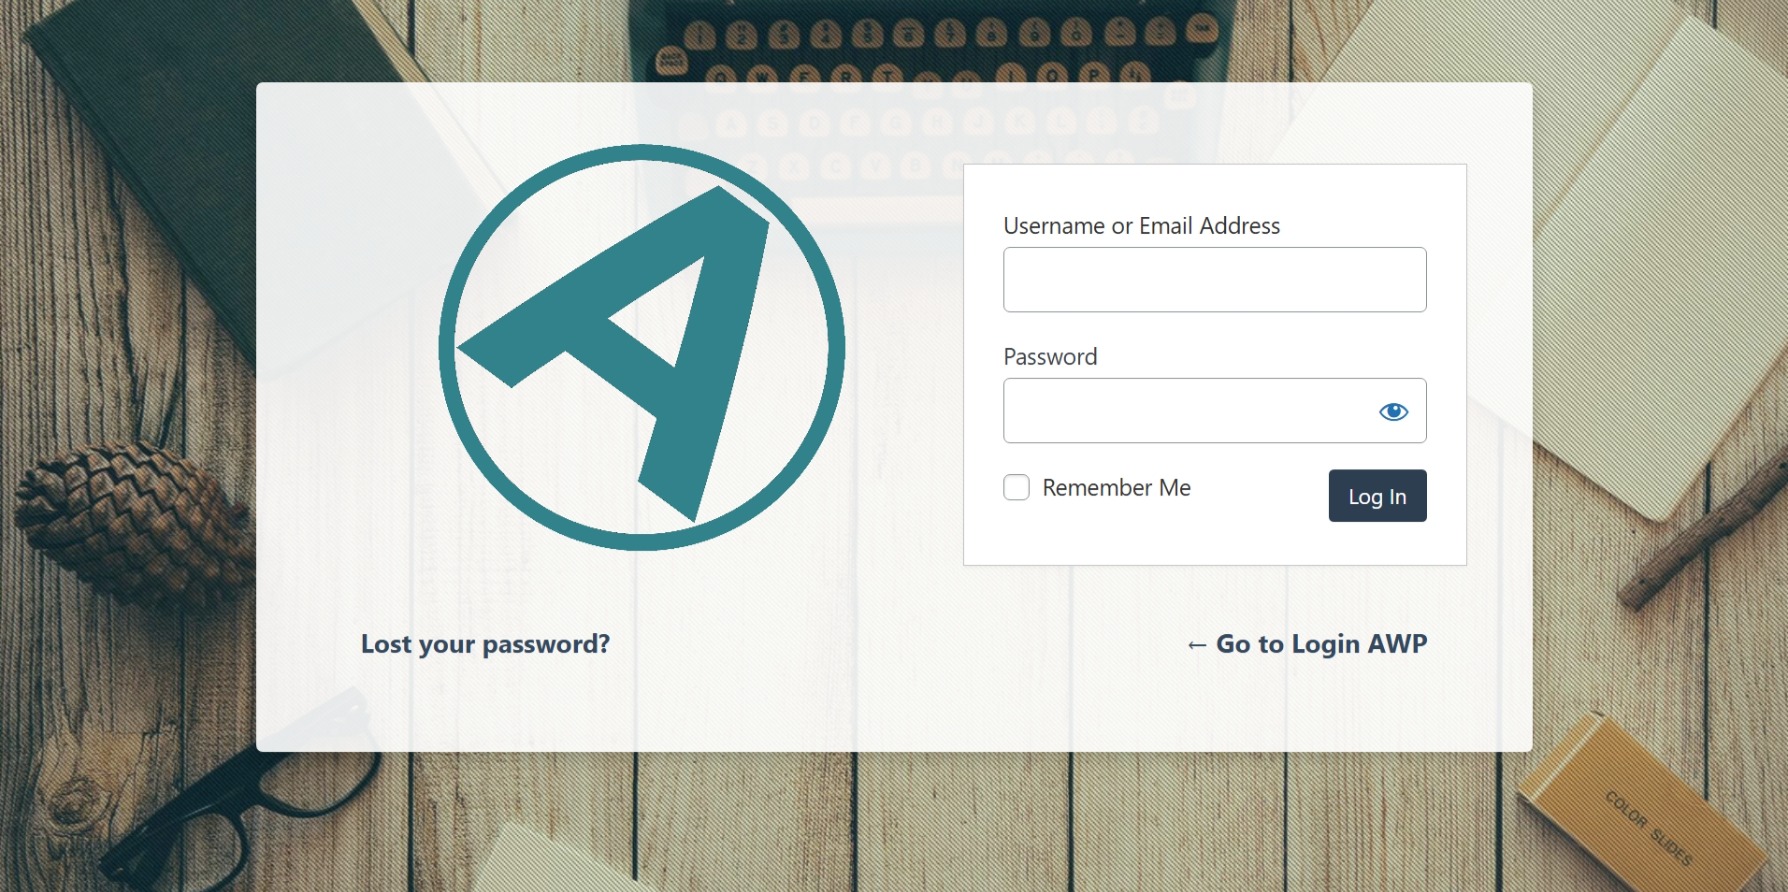 Username or Email Address
Password
Remember Me
Log In
Lost your password?
← Go to Login AWP
COLOR SLIDES